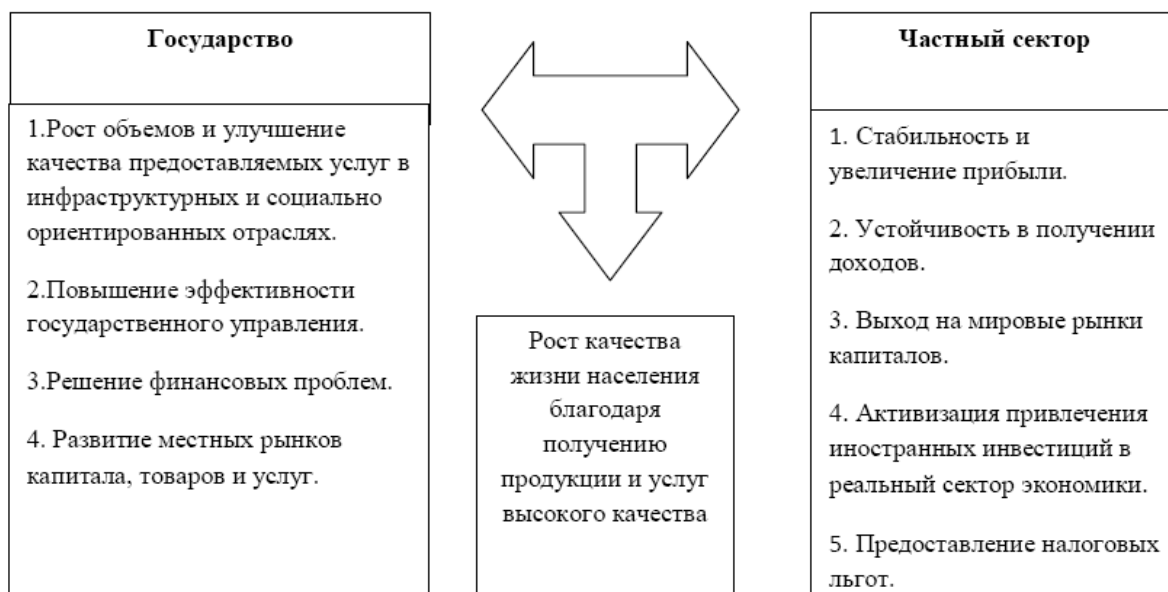 Государство
1.Рост объемов и улучшение
качества предоставляемых услуг в
инфраструктурных и социально
ориентированных отраслях.
2.Повышение эффективности
государственного управления.
3.Решение финансовых проблем.
4. Развитие местных рынков
капитала, товаров и услуг.
Рост качества
жизни населения
благодаря
получению
продукции и услуг
высокого качества
Частный сектор
1. Стабильность и
увеличение прибыли.
2. Устойчивость в получении
доходов.
3. Выход на мировые рынки
капиталов.
4. Активизация привлечения
иностранных инвестиций в
реальный сектор экономики.
5. Предоставление налоговых
льгот.